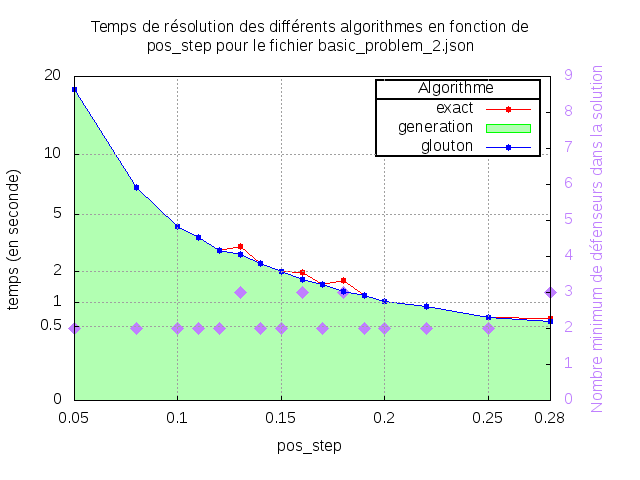 Temps de résolution des différents algorithmes en fonction de
pos_step pour le fichier basic_problem_2.json
Algorithme
exact
generation
glouton
temps (en seconde)
20
10
5
2
1
0.5
0
0.05
0.1
0.15
0.2
0.25
0.28
pos_step
9
8
7
6
5
4
3
2
1
0
Nombre minimum de défenseurs dans la solution